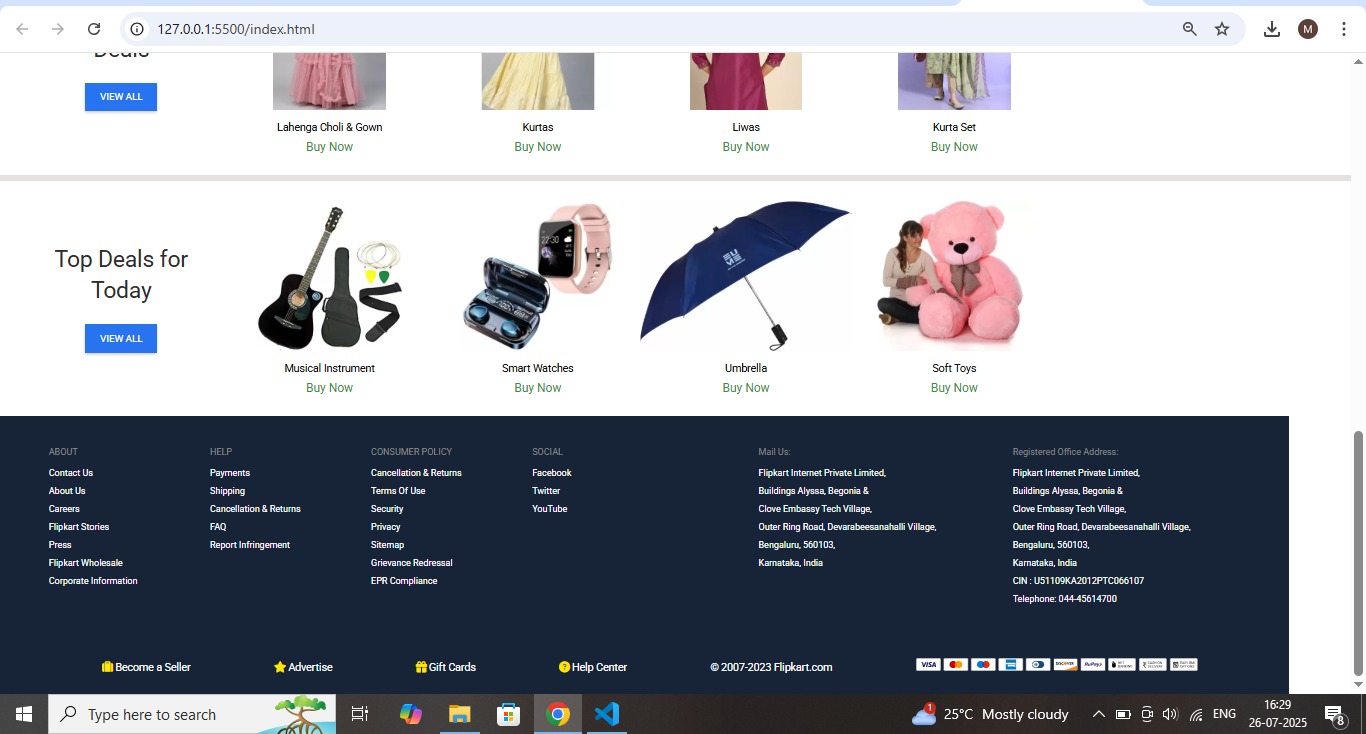 127.0.0.1:5500/index.html
M
Deals
VIEW ALL
Lahenga Choli & Gown
Buy Now
Kurtas
Buy Now
Liwas
Buy Now
Kurta Set
Buy Now
Top Deals for
Today
VIEW ALL
Musical Instrument
Buy Now
22:30
Smart Watches
Buy Now
EU
ME
Umbrella
Buy Now
Soft Toys
Buy Now
ABOUT
Contact Us
About Us
Careers
Flipkart Stories
Press
Flipkart Wholesale
Corporate Information
HELP
Payments
Shipping
Cancellation & Returns
FAQ
Report Infringement
CONSUMER POLICY
Cancellation & Returns
Terms Of Use
Security
Privacy
Sitemap
Grievance Redressal
EPR Compliance
SOCIAL
Facebook
Twitter
YouTube
Mail Us:
Flipkart Internet Private Limited,
Buildings Alyssa, Begonia &
Clove Embassy Tech Village,
Outer Ring Road, Devarabeesanahalli Village,
Bengaluru, 560103,
Karnataka, India
Registered Office Address:
Flipkart Internet Private Limited,
Buildings Alyssa, Begonia &
Clove Embassy Tech Village,
Outer Ring Road, Devarabeesanahalli Village,
Bengaluru, 560103,
Karnataka, India
CIN : U51109KA2012PTC066107
Telephone: 044-45614700
Become a Seller
Advertise
Gift Cards
? Help Center
© 2007-2023 Flipkart.com
VISA
DISCOVER
RuPay
Type here to search
1
25°C Mostly cloudy
ENG
16:29
26-07-2025
8